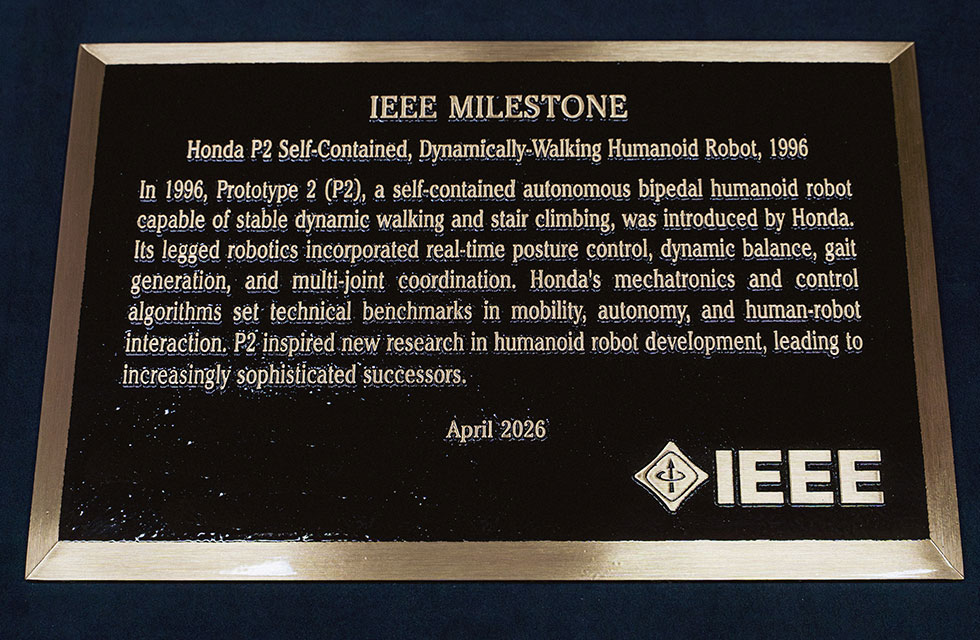 IEEE MILESTONE
Honda P2 Self-Contained, Dynamically-Walking Humanoid Robot, 1996
In 1996, Prototype 2 (P2), a self-contained autonomous bipedal humanoid robot
capable of stable dynamic walking and stair climbing, was introduced by Honda.
Its legged robotics incorporated real-time posture control, dynamic balance, gait
generation, and multi-joint coordination. Honda's mechatronics and control
algorithms set technical benchmarks in mobility, autonomy, and human-robot
interaction. P2 inspired new research in humanoid robot development, leading to
increasingly sophisticated successors.
April 2026
IEEE